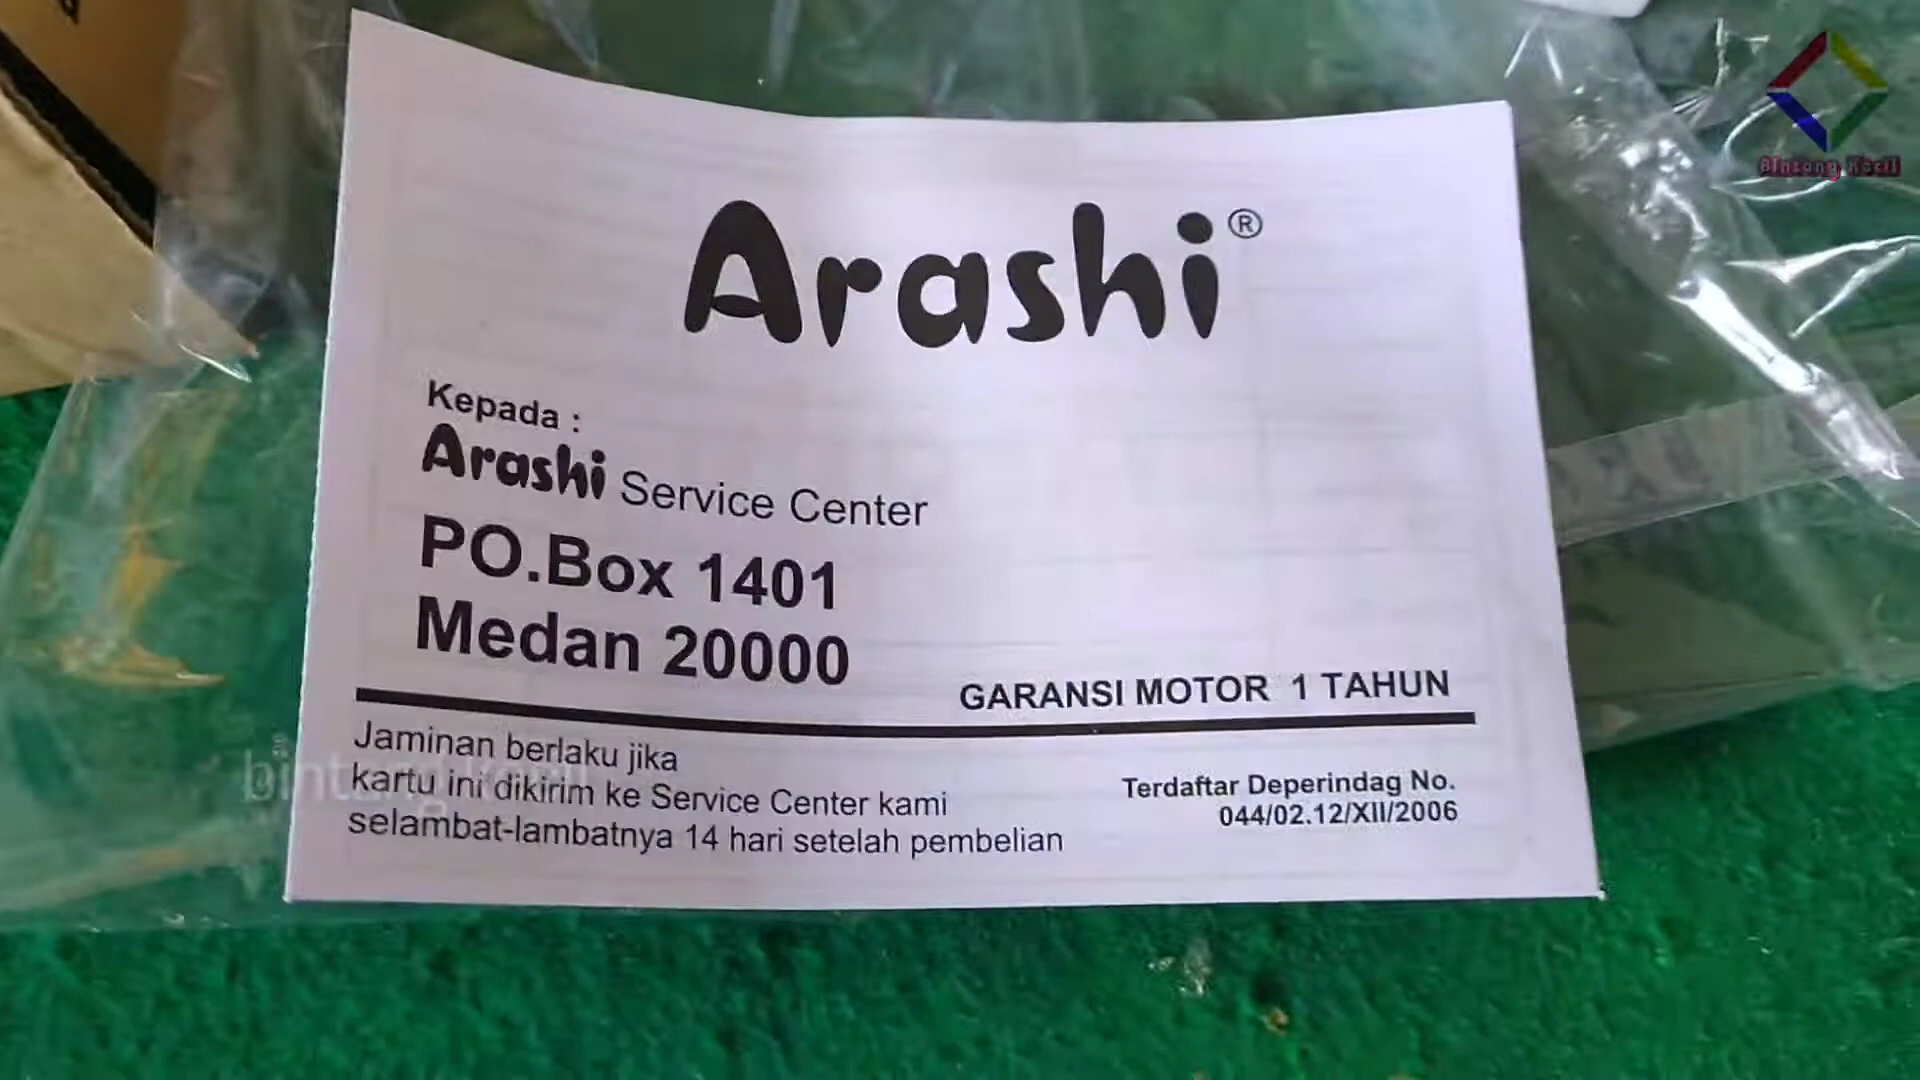 Bintang Kecil
Arashi®
Kepada :
Arashi Service Center
PO.Box 1401
Medan 20000
GARANSI MOTOR 1 TAHUN
Jaminan berlaku jika
kartu ini dikirim ke Service Center kami
selambat-lambatnya 14 hari setelah pembelian
Terdaftar Deperindag No.
044/02.12/XII/2006
bintang kecil